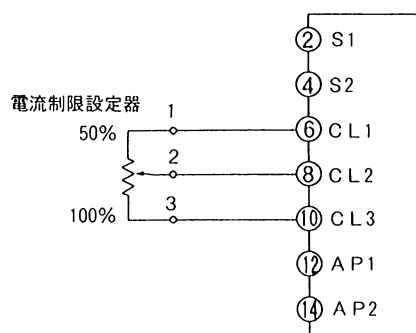 ② S1
④ S2
電流制限設定器
1
50%
⑥ CL1
2
⑧ CL2
3
100%
⑩ CL3
⑫ AP1
⑭ AP2